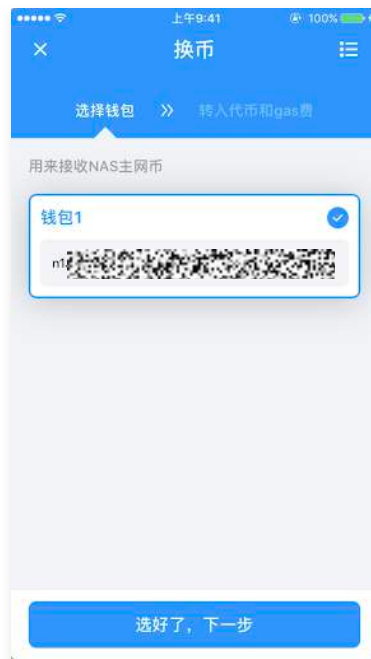 上午9:41
100%
换币
选择钱包 » 转入代币和gas费
用来接收NAS主网币
钱包1
n1
选好了，下一步